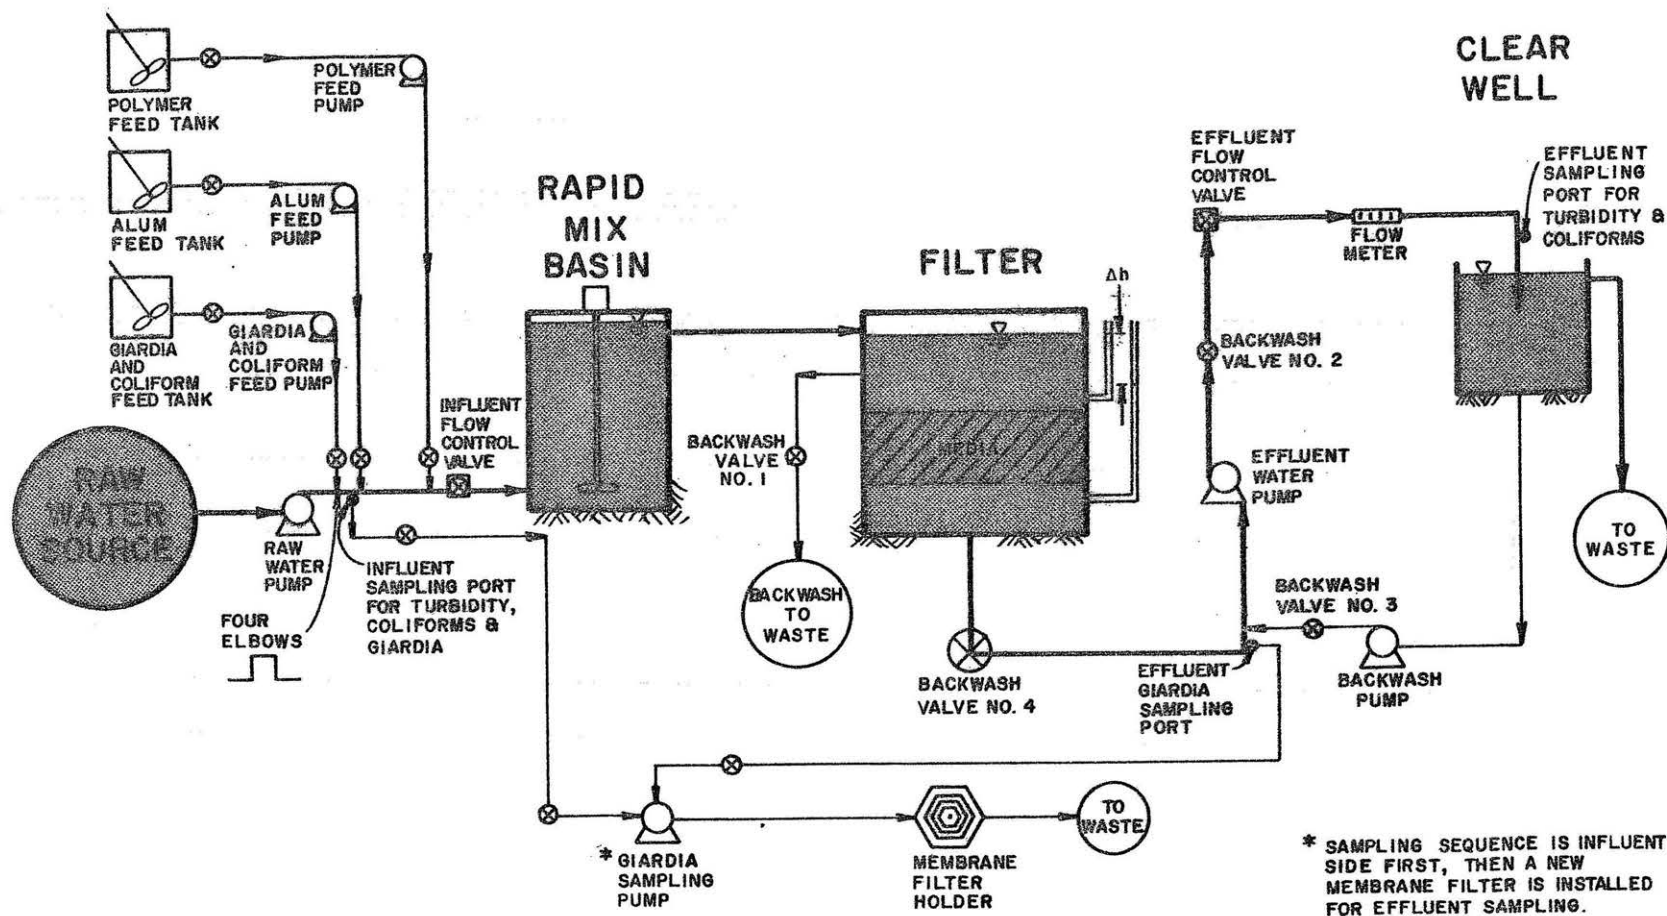 POLYMER
FEED TANK
POLYMER
FEED
PUMP
ALUM
FEED TANK
ALUM
FEED
PUMP
GIARDIA
AND
COLIFORM
FEED TANK
GIARDIA
AND
COLIFORM
FEED PUMP
RAW
WATER
SOURCE
RAW
WATER
PUMP
FOUR
ELBOWS
INFLUENT
SAMPLING PORT
FOR TURBIDITY,
COLIFORMS &
GIARDIA
INFLUENT
FLOW
CONTROL
VALVE
RAPID
MIX
BASIN
BACKWASH
VALVE
NO. 1
BACKWASH
TO
WASTE
FILTER
MEDIA
Δh
BACKWASH
VALVE NO. 4
EFFLUENT
GIARDIA
SAMPLING
PORT
EFFLUENT
WATER
PUMP
BACKWASH
VALVE NO. 2
EFFLUENT
FLOW
CONTROL
VALVE
FLOW
METER
CLEAR
WELL
EFFLUENT
SAMPLING
PORT FOR
TURBIDITY &
COLIFORMS
TO
WASTE
BACKWASH
VALVE NO. 3
BACKWASH
PUMP
* GIARDIA
SAMPLING
PUMP
MEMBRANE
FILTER
HOLDER
TO
WASTE
* SAMPLING SEQUENCE IS INFLUENT
SIDE FIRST, THEN A NEW
MEMBRANE FILTER IS INSTALLED
FOR EFFLUENT SAMPLING.